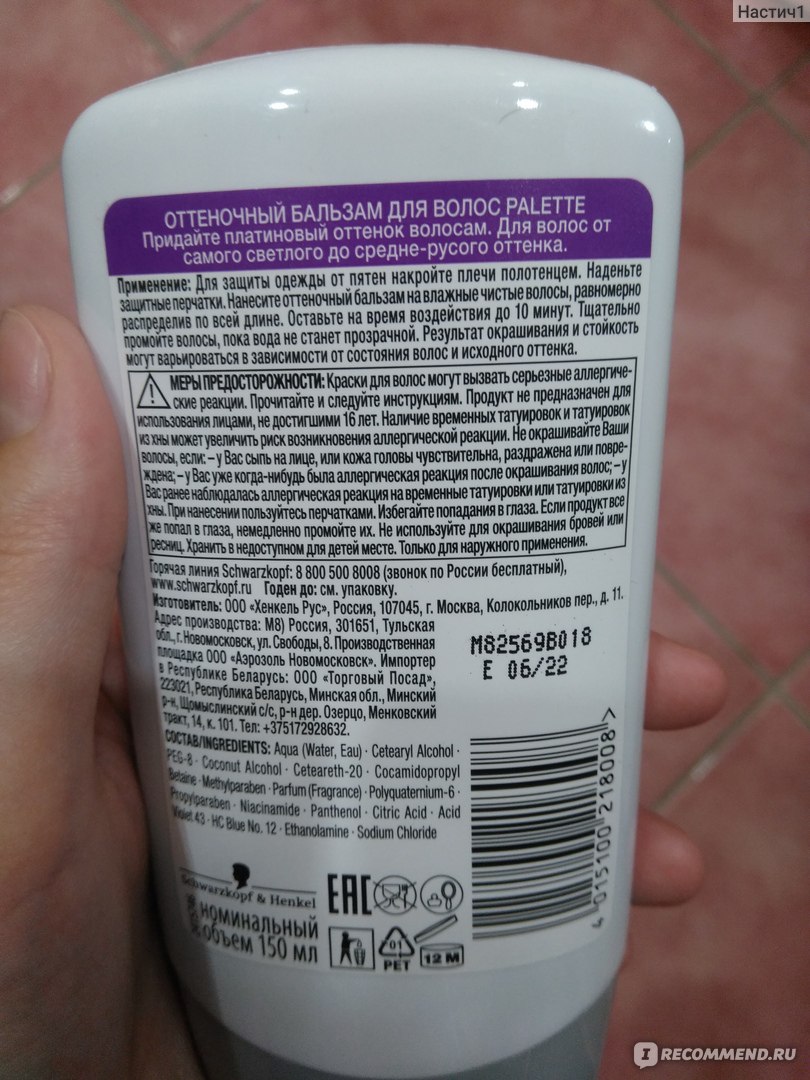 Настич1
ОТТЕНОЧНЫЙ БАЛЬЗАМ ДЛЯ ВОЛОС PALETTE
Придайте платиновый оттенок волосам. Для волос от
самого светлого до средне-русого оттенка.
Применение: Для защиты одежды от пятен накройте плечи полотенцем. Наденьте
защитные перчатки. Нанесите оттеночный бальзам на влажные чистые волосы, равномерно
распределив по всей длине. Оставьте на время воздействия до 10 минут. Тщательно
промойте волосы, пока вода не станет прозрачной. Результат окрашивания и стойкость
могут варьироваться в зависимости от состояния волос и исходного оттенка.
МЕРЫ ПРЕДОСТОРОЖНОСТИ: Краски для волос могут вызвать серьезные аллергиче-
ские реакции. Прочитайте и следуйте инструкциям. Продукт не предназначен для
использования лицами, не достигшими 16 лет. Наличие временных татуировок и татуировок
из хны может увеличить риск возникновения аллергической реакции. Не окрашивайте Ваши
волосы, если: – у Вас сыпь на лице, или кожа головы чувствительна, раздражена или повре-
ждена; – у Вас уже когда-нибудь была аллергическая реакция после окрашивания волос; – у
Вас ранее наблюдалась аллергическая реакция на временные татуировки или татуировки из
хны. При нанесении пользуйтесь перчатками. Избегайте попадания в глаза. Если продукт все
же попал в глаза, немедленно промойте их. Не используйте для окрашивания бровей или
ресниц. Хранить в недоступном для детей месте. Только для наружного применения.
Горячая линия Schwarzkopf: 8 800 500 8008 (звонок по России бесплатный),
www.schwarzkopf.ru Годен до: см. упаковку.
Изготовитель: ООО «Хенкель Рус», Россия, 107045, г. Москва, Колокольников пер., д. 11.
Адрес производства: М8) Россия, 301651, Тульская
обл., г. Новомосковск, ул. Свободы, 8. Производственная
площадка ООО «Аэрозоль Новомосковск». Импортер
в Республике Беларусь: ООО «Торговый Посад»,
223021, Республика Беларусь, Минская обл., Минский
р-н, Щомыслинский с/с, р-н дер. Озерцо, Менковский
тракт, 14, к. 101. Тел: +375172928632.
M82569B018
E 06/22
СОСТАВ/INGREDIENTS: Aqua (Water, Eau) · Cetearyl Alcohol ·
PEG-8 · Coconut Alcohol · Ceteareth-20 · Cocamidopropyl
Betaine · Methylparaben · Parfum (Fragrance) · Polyquaternium-6 ·
Propylparaben · Niacinamide · Panthenol · Citric Acid · Acid
Violet 43 · HC Blue No. 12 · Ethanolamine · Sodium Chloride
4 015100 218008 >
Schwarzkopf & Henkel
EAC
номинальный
объем 150 мл
01
PET
12 M
IRECOMMEND.RU